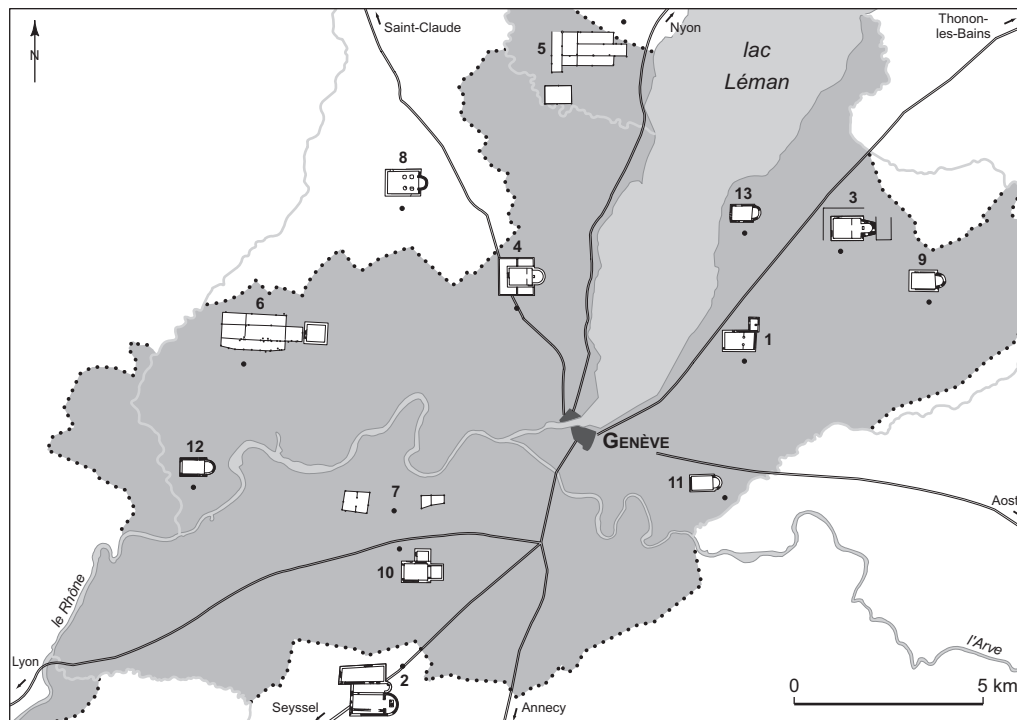 Saint-Claude
Nyon
Thonon-
les-Bains
N
5
lac
Léman
8
13
3
4
9
6
1
GENÈVE
12
11
7
Aoste
10
le Rhône
l'Arve
Lyon
2
0
5 km
Seyssel
Annecy